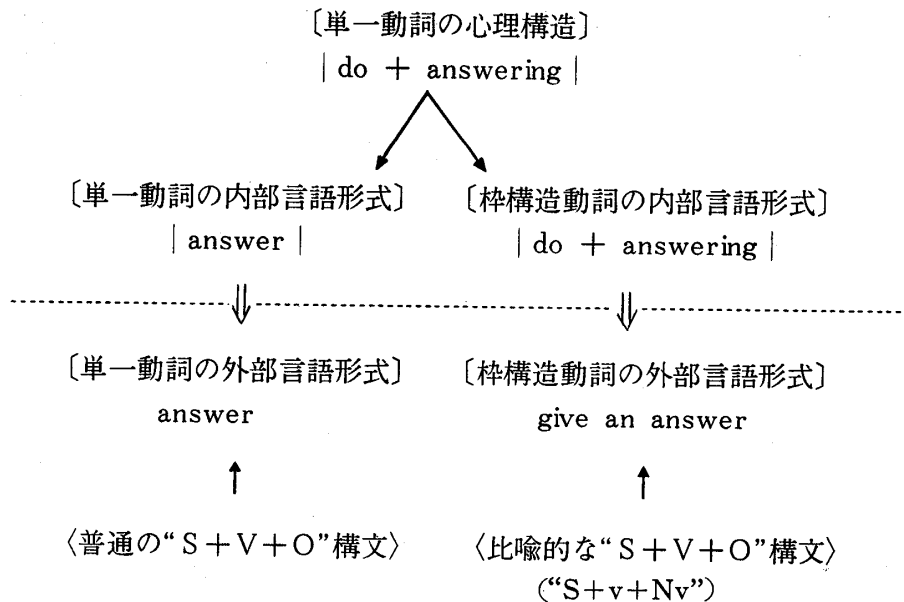 〔単一動詞の心理構造〕
| do + answering |
〔単一動詞の内部言語形式〕 〔枠構造動詞の内部言語形式〕
| answer | | do + answering |
〔単一動詞の外部言語形式〕 〔枠構造動詞の外部言語形式〕
answer give an answer
〈普通の“S+V+O”構文〉 〈比喩的な“S+V+O”構文〉
(“S+v+Nv”)